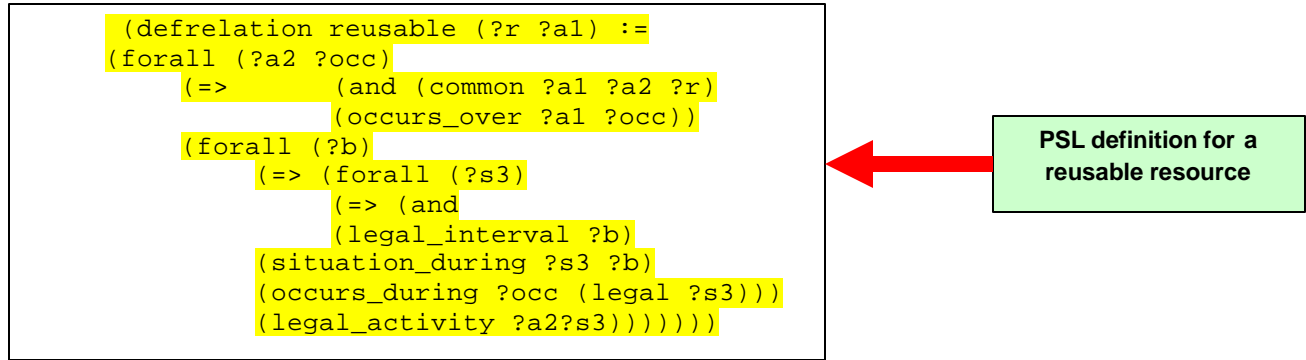 (defrelation reusable (?r ?a1) :=
(forall (?a2 ?occ)
(=> (and (common ?a1 ?a2 ?r)
(occurs_over ?a1 ?occ))
(forall (?b)
(=> (forall (?s3)
(=> (and
(legal_interval ?b)
(situation_during ?s3 ?b)
(occurs_during ?occ (legal ?s3)))
(legal_activity ?a2?s3)))))))
PSL definition for a
reusable resource